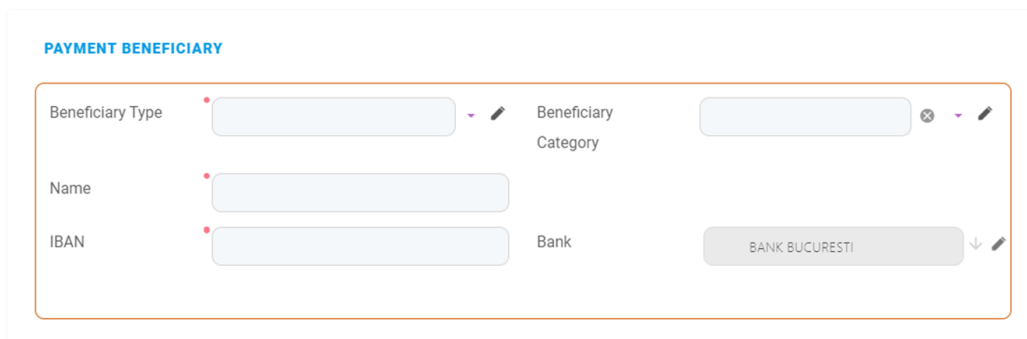 PAYMENT BENEFICIARY
Beneficiary Type
Beneficiary
Category
Name
IBAN
Bank
BANK BUCURESTI